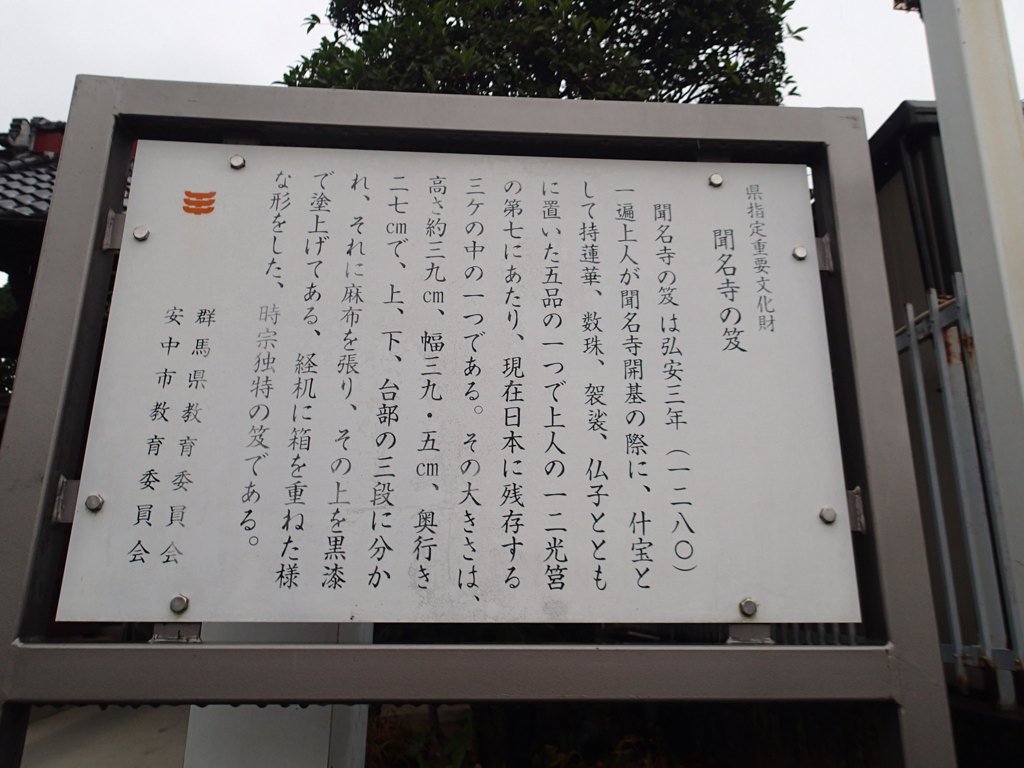 県指定重要文化財
聞名寺の笈
聞名寺の笈は弘安三年（一二八〇）
一遍上人が聞名寺開基の際に、什宝と
して持蓮華、数珠、袈裟、仏子ととも
に置いた五品の一つで上人の一二光筥
の第七にあたり、現在日本に残存する
三ケの中の一つである。その大きさは、
高さ約三九cm、幅三九・五cm、奥行き
二七cmで、上、下、台部の三段に分か
れ、それに麻布を張り、その上を黒漆
で塗上げてある、経机に箱を重ねた様
な形をした、時宗独特の笈である。
群馬県教育委員会
安中市教育委員会